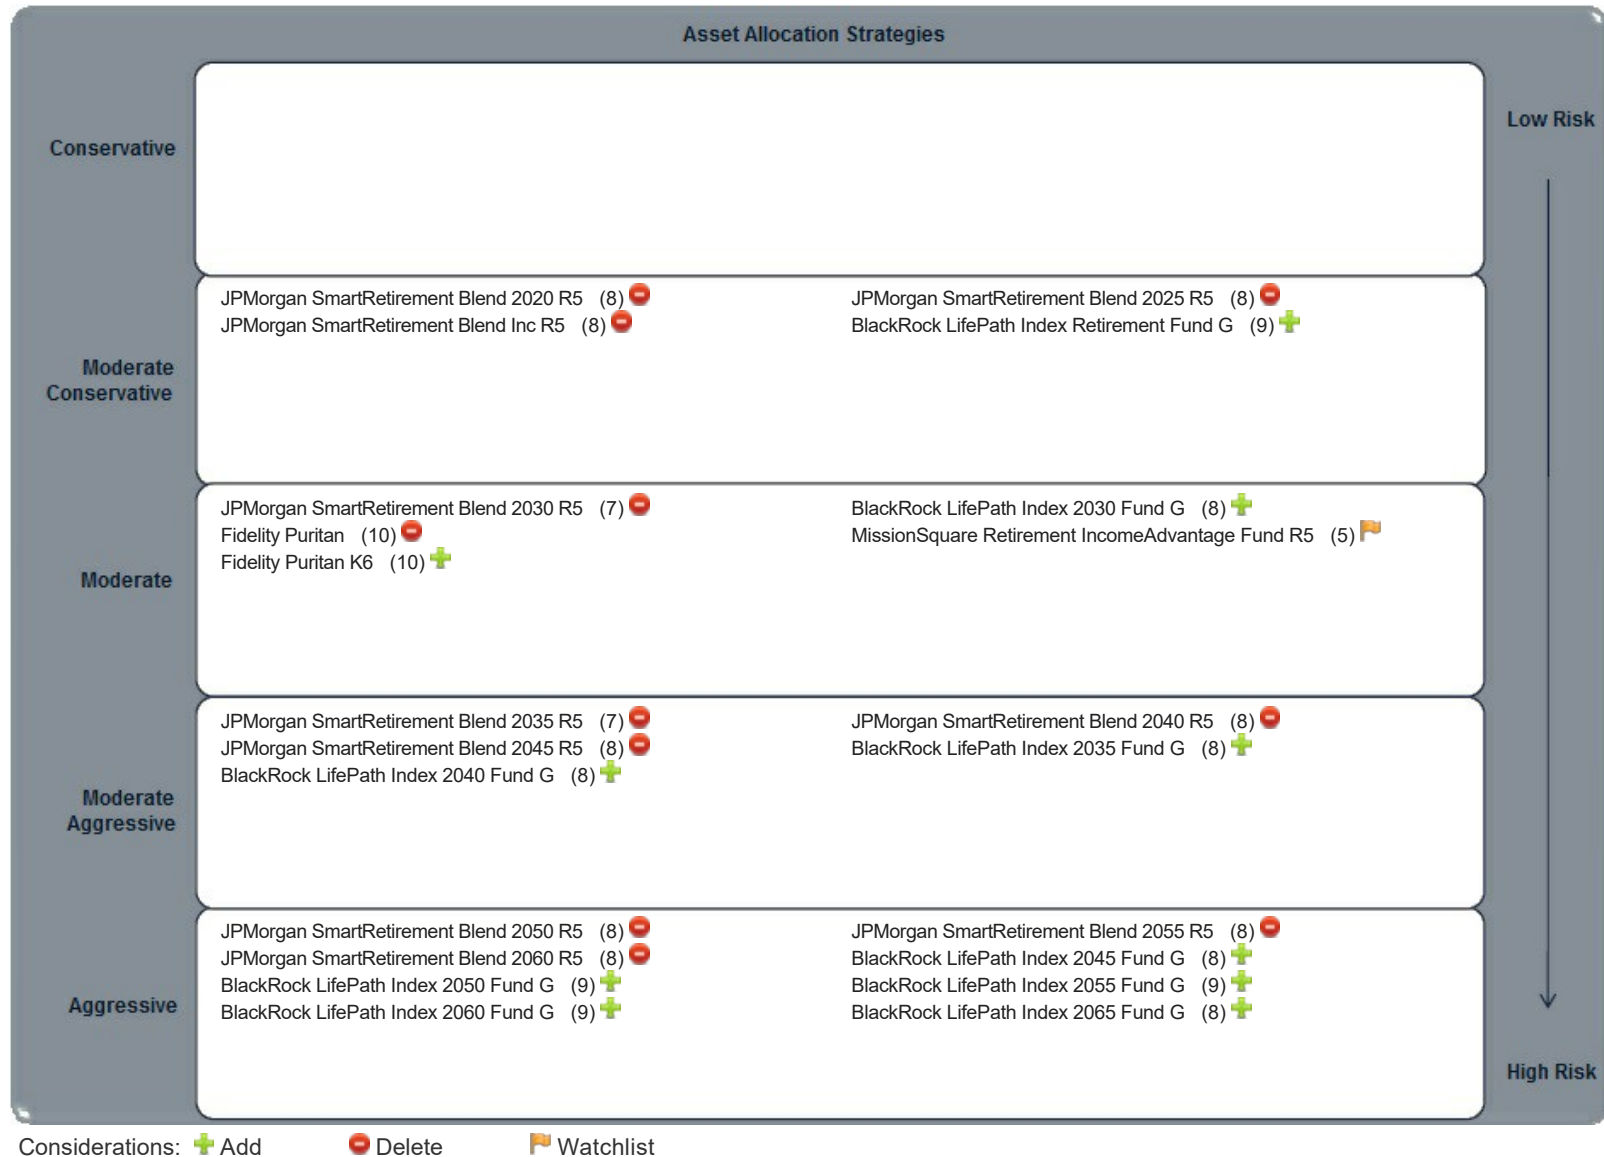 Asset Allocation Strategies
Low Risk
Conservative
JPMorgan SmartRetirement Blend 2020 R5 (8) JPMorgan SmartRetirement Blend 2025 R5 (8)
JPMorgan SmartRetirement Blend Inc R5 (8) BlackRock LifePath Index Retirement Fund G (9)
Moderate
Conservative
JPMorgan SmartRetirement Blend 2030 R5 (7) BlackRock LifePath Index 2030 Fund G (8)
Fidelity Puritan (10) MissionSquare Retirement IncomeAdvantage Fund R5 (5)
Fidelity Puritan K6 (10)
Moderate
JPMorgan SmartRetirement Blend 2035 R5 (7) JPMorgan SmartRetirement Blend 2040 R5 (8)
JPMorgan SmartRetirement Blend 2045 R5 (8) BlackRock LifePath Index 2035 Fund G (8)
BlackRock LifePath Index 2040 Fund G (8)
Moderate
Aggressive
JPMorgan SmartRetirement Blend 2050 R5 (8) JPMorgan SmartRetirement Blend 2055 R5 (8)
JPMorgan SmartRetirement Blend 2060 R5 (8) BlackRock LifePath Index 2045 Fund G (8)
BlackRock LifePath Index 2050 Fund G (9) BlackRock LifePath Index 2055 Fund G (9)
BlackRock LifePath Index 2060 Fund G (9) BlackRock LifePath Index 2065 Fund G (8)
Aggressive
High Risk
Considerations: Add Delete Watchlist